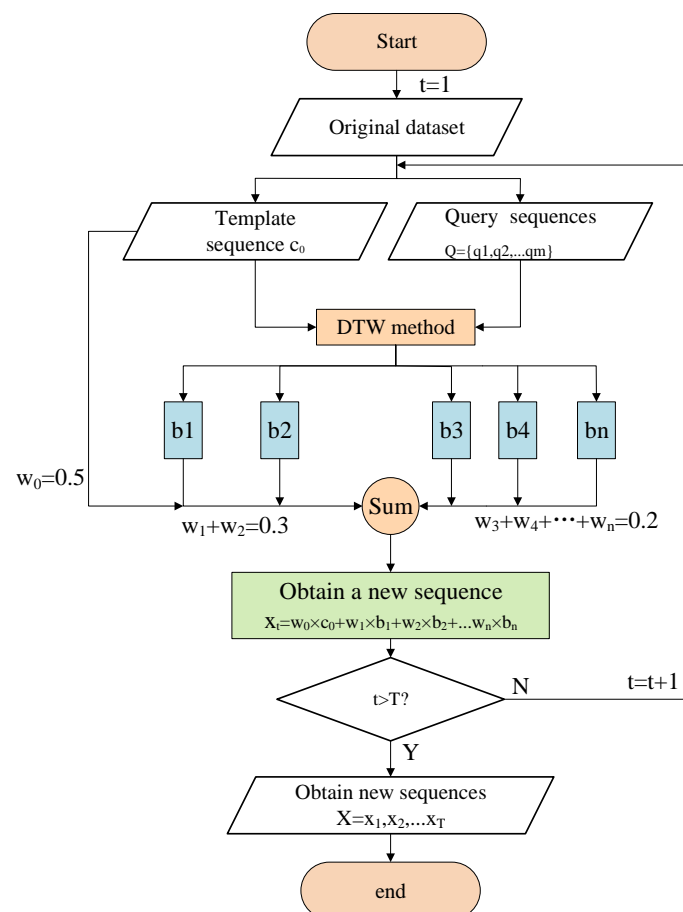 Start
t=1
Original dataset
Template
sequence c₀
Query sequences
Q={q1,q2,...qm}
DTW method
b1
b2
b3
b4
bn
w₀=0.5
Sum
w₁+w₂=0.3
w₃+w₄+···+wₙ=0.2
Obtain a new sequence
xₜ=w₀×c₀+w₁×b₁+w₂×b₂+...wₙ×bₙ
t>T?
N
t=t+1
Y
Obtain new sequences
X=x₁,x₂,...x_T
end